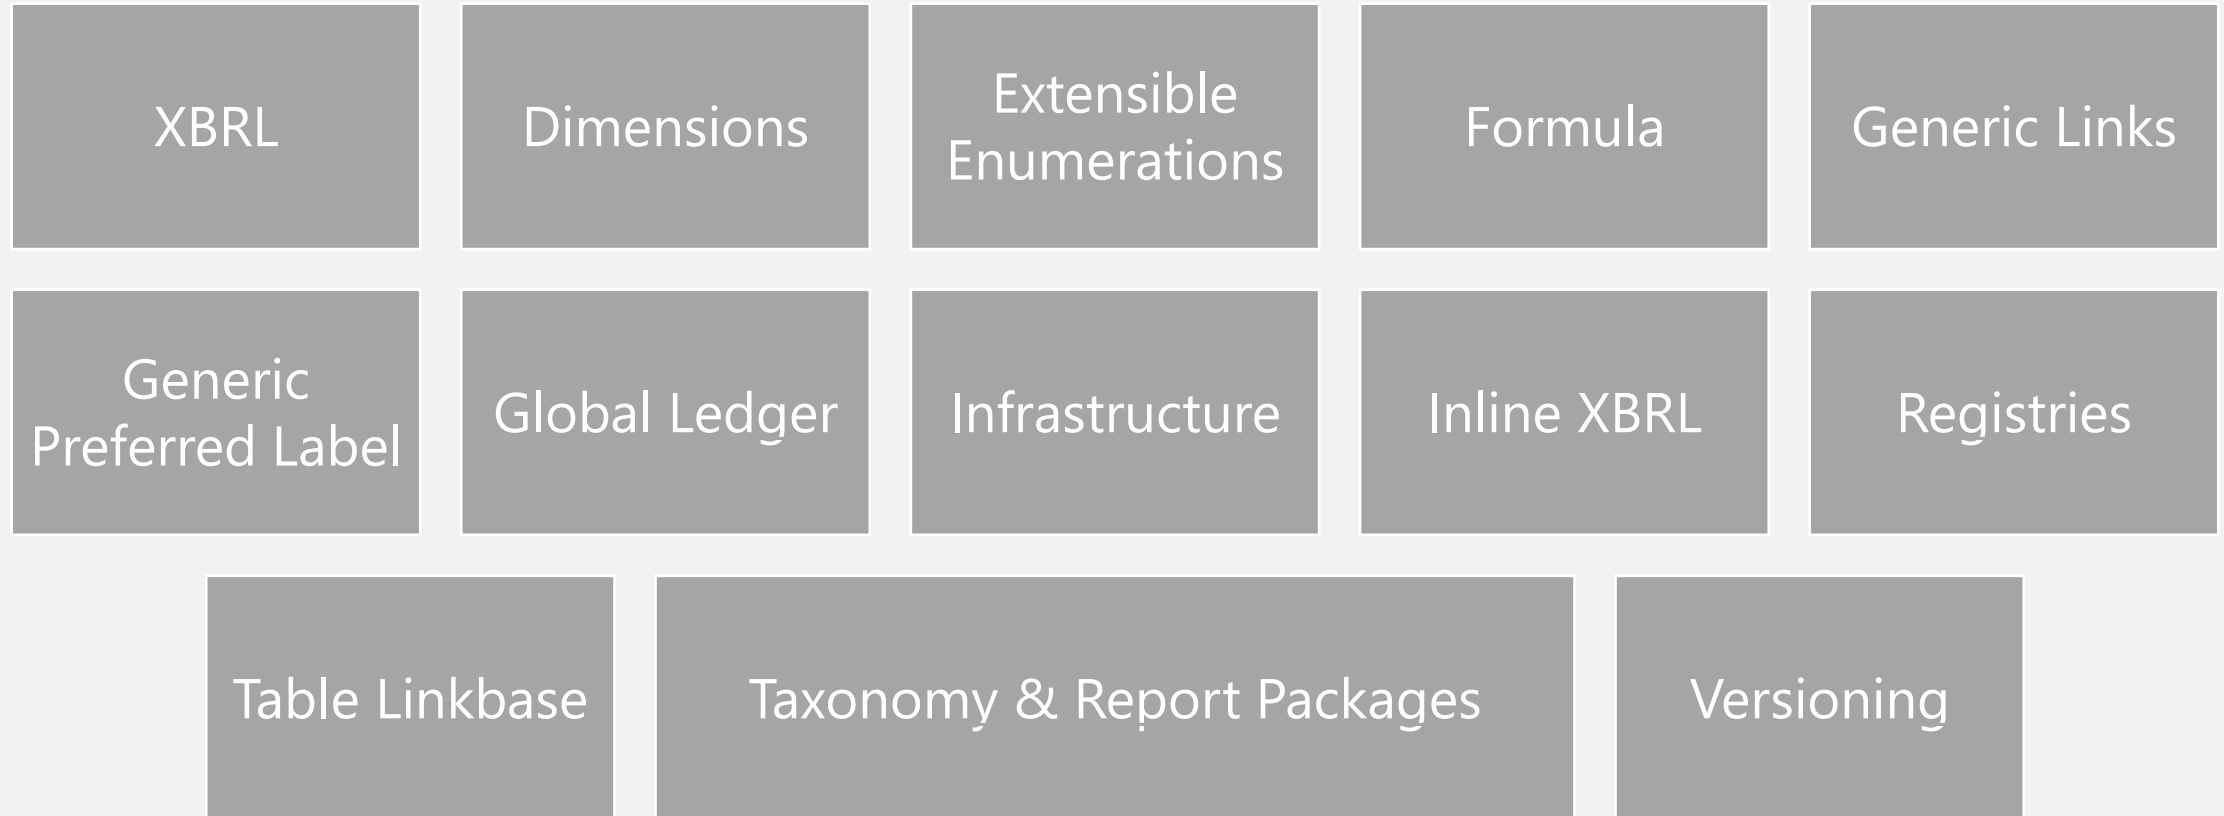 XBRL
Dimensions
Extensible
Enumerations
Formula
Generic Links
Generic
Preferred Label
Global Ledger
Infrastructure
Inline XBRL
Registries
Table Linkbase
Taxonomy & Report Packages
Versioning